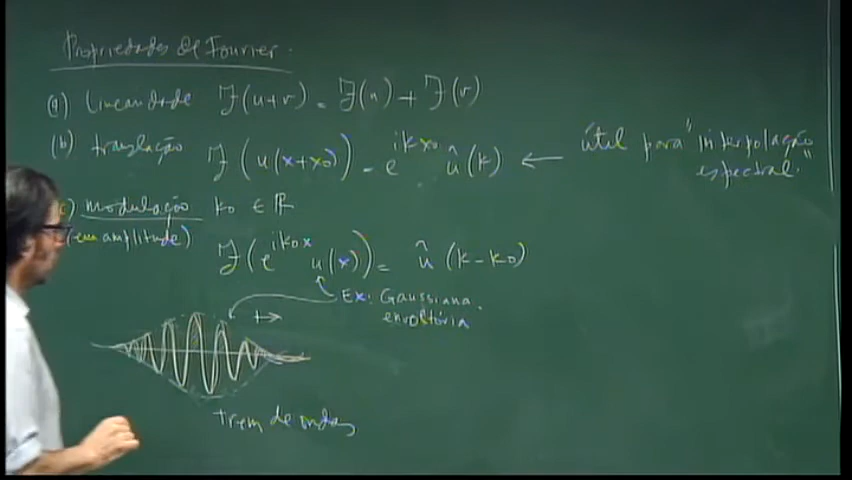 Propriedades de Fourier.
(a) linearidade ℱ(u+v) = ℱ(u) + ℱ(v)
(b) translação ℱ(u(x+x0)) = e^{ikx0} û(k) ← útil para "interpolação
espectral."
(c) modulação k0 ∈ ℝ
(em amplitude) ℱ(e^{ik0x} u(x)) = û(k-k0)
Ex: Gaussiana
envoltória
trem de ondas